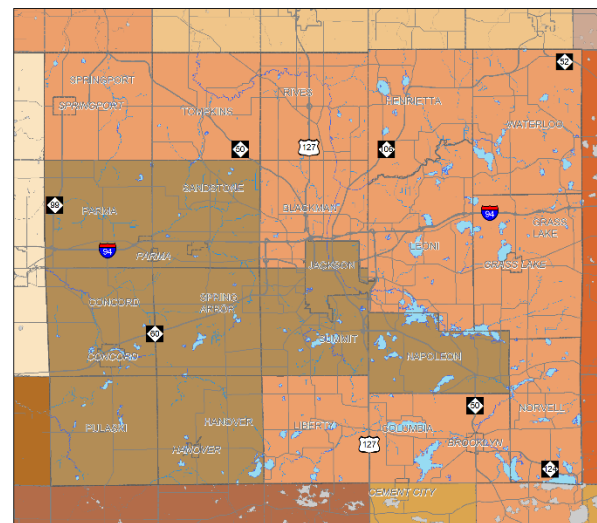 52
SPRINGPORT
RIVES
SPRINGPORT
TOMPKINS
HENRIETTA
WATERLOO
50
127
106
SANDSTONE
99
PARMA
BLACKMAN
94
GRASS
LAKE
94
PARMA
LEONI
JACKSON
GRASS LAKE
CONCORD
SPRING
ARBOR
60
SUMMIT
CONCORD
NAPOLEON
50
NORVELL
PULASKI
HANOVER
LIBERTY
COLUMBIA
127
BROOKLYN
HANOVER
124
CEMENT CITY